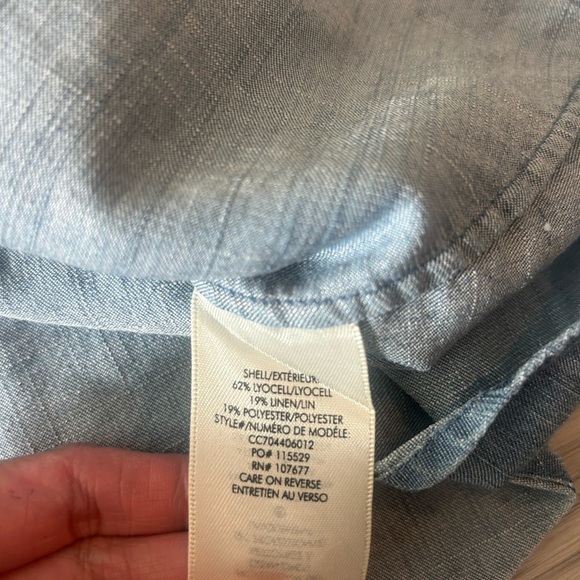 SHELL/EXTÉRIEUR:
62% LYOCELL/LYOCELL
19% LINEN/LIN
19% POLYESTER/POLYESTER
STYLE#/NUMÉRO DE MODÈLE:
CC704406012
PO# 115529
RN# 107677
CARE ON REVERSE
ENTRETIEN AU VERSO